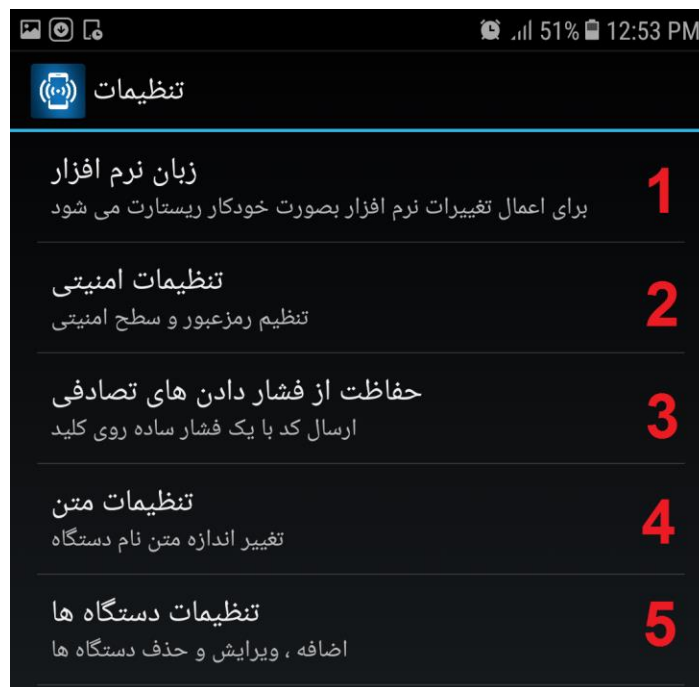 51% 12:53 PM
تنظیمات
زبان نرم افزار
برای اعمال تغییرات نرم افزار بصورت خودکار ریستارت می شود
1
تنظیمات امنیتی
تنظیم رمزعبور و سطح امنیتی
2
حفاظت از فشار دادن های تصادفی
ارسال کد با یک فشار ساده روی کلید
3
تنظیمات متن
تغییر اندازه متن نام دستگاه
4
تنظیمات دستگاه ها
اضافه ، ویرایش و حذف دستگاه ها
5